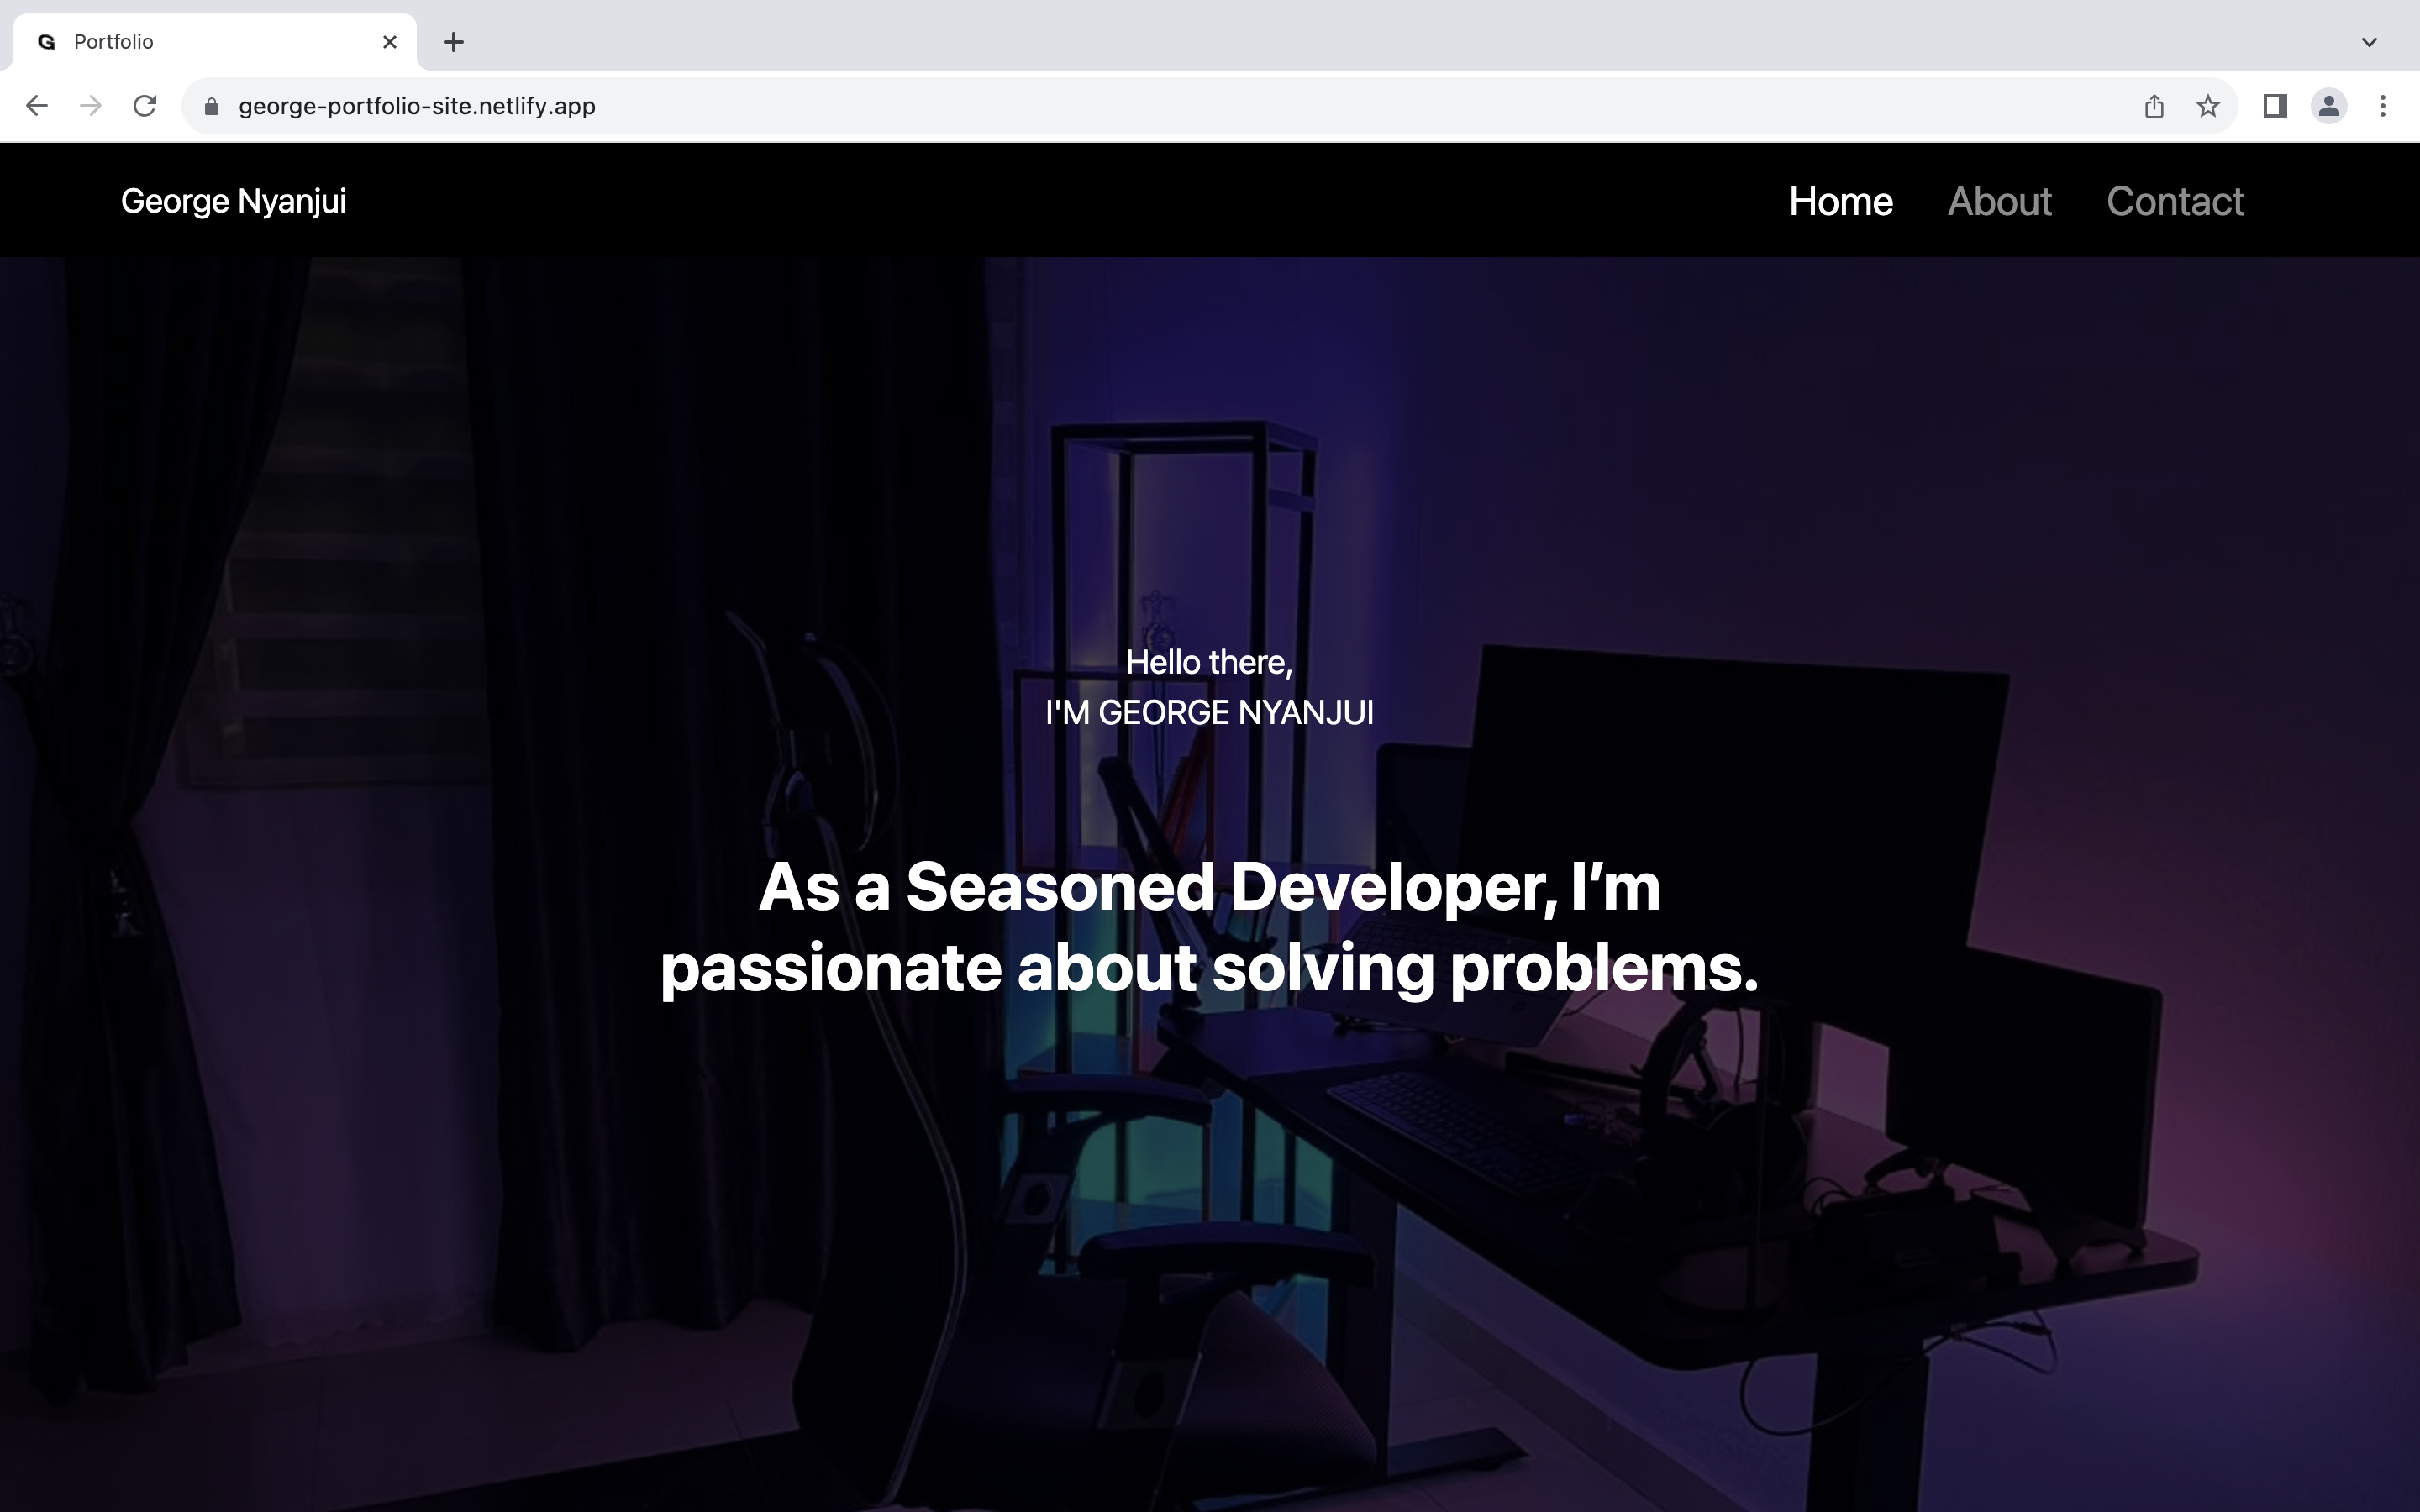 Portfolio
george-portfolio-site.netlify.app
George Nyanjui
Home About Contact
Hello there,
I'M GEORGE NYANJUI
As a Seasoned Developer, I’m
passionate about solving problems.